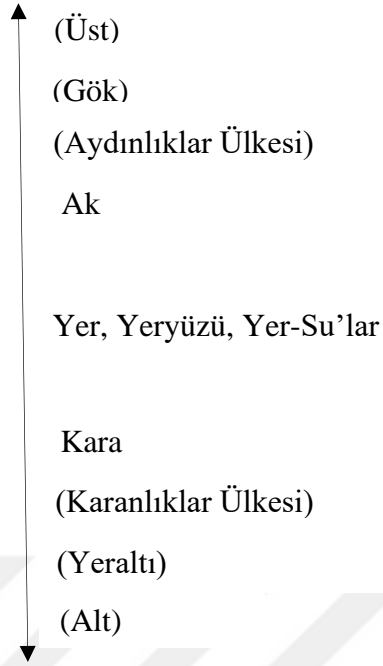 (Üst)
(Gök)
(Aydınlıklar Ülkesi)
Ak
Yer, Yeryüzü, Yer-Su’lar
Kara
(Karanlıklar Ülkesi)
(Yeraltı)
(Alt)